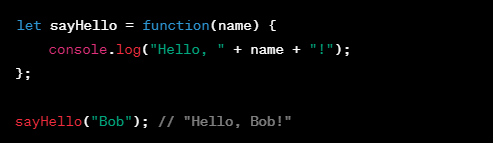 let sayHello = function(name) {
    console.log("Hello, " + name + "!");
};

sayHello("Bob"); // "Hello, Bob!"